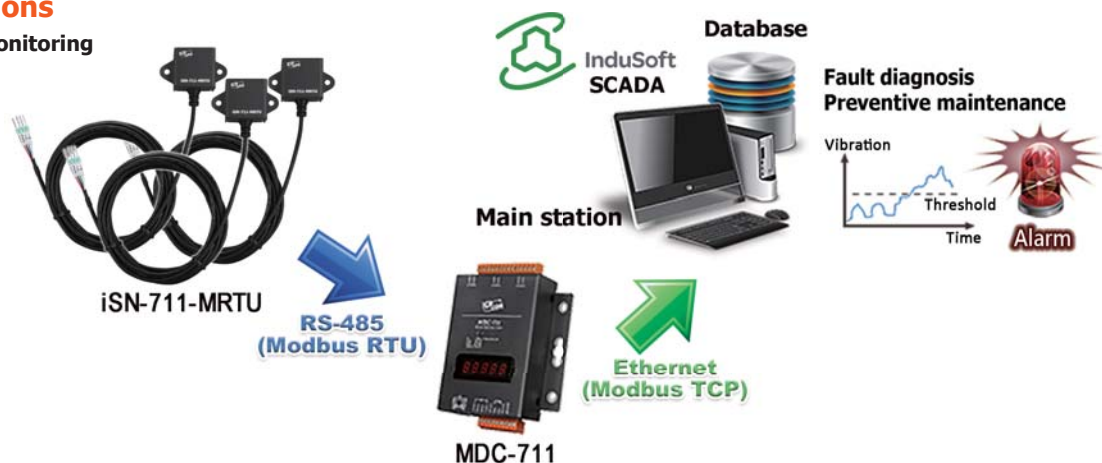 ons
onitoring
InduSoft
SCADA
Database
Fault diagnosis
Preventive maintenance
Vibration
Threshold
Time
Alarm
Main station
iSN-711-MRTU
RS-485
(Modbus RTU)
Ethernet
(Modbus TCP)
MDC-711